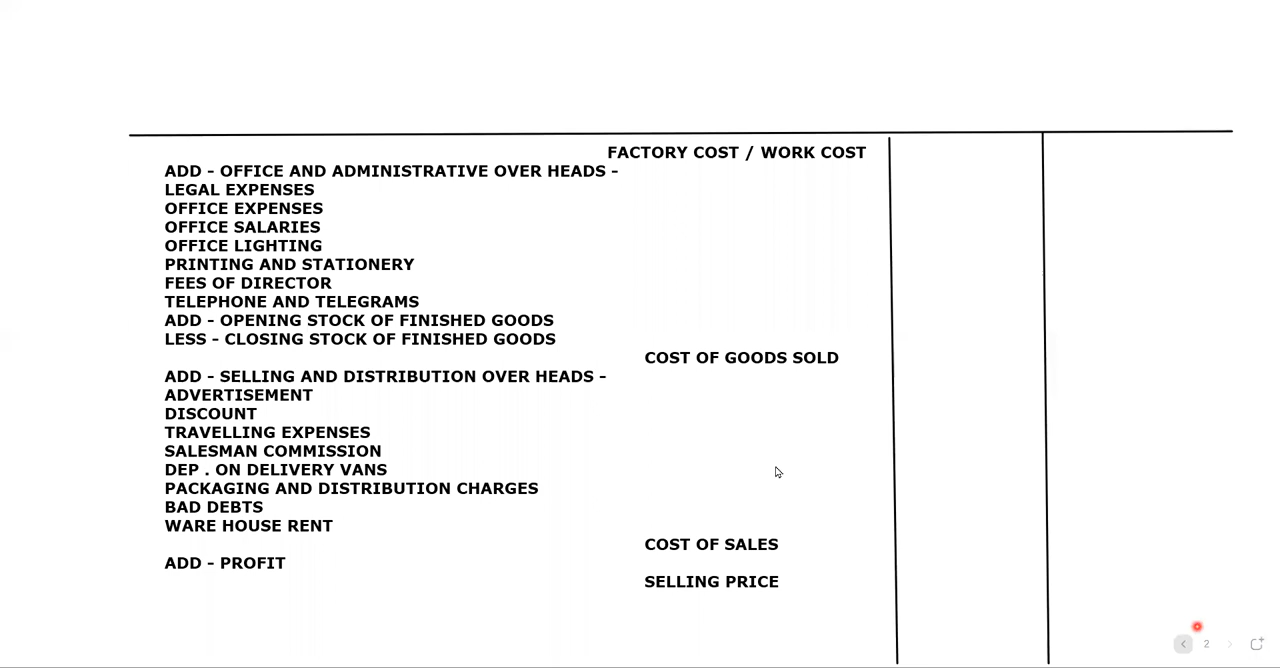 FACTORY COST / WORK COST
ADD - OFFICE AND ADMINISTRATIVE OVER HEADS -
LEGAL EXPENSES
OFFICE EXPENSES
OFFICE SALARIES
OFFICE LIGHTING
PRINTING AND STATIONERY
FEES OF DIRECTOR
TELEPHONE AND TELEGRAMS
ADD - OPENING STOCK OF FINISHED GOODS
LESS - CLOSING STOCK OF FINISHED GOODS
COST OF GOODS SOLD
ADD - SELLING AND DISTRIBUTION OVER HEADS -
ADVERTISEMENT
DISCOUNT
TRAVELLING EXPENSES
SALESMAN COMMISSION
DEP . ON DELIVERY VANS
PACKAGING AND DISTRIBUTION CHARGES
BAD DEBTS
WARE HOUSE RENT
COST OF SALES
ADD - PROFIT
SELLING PRICE
2